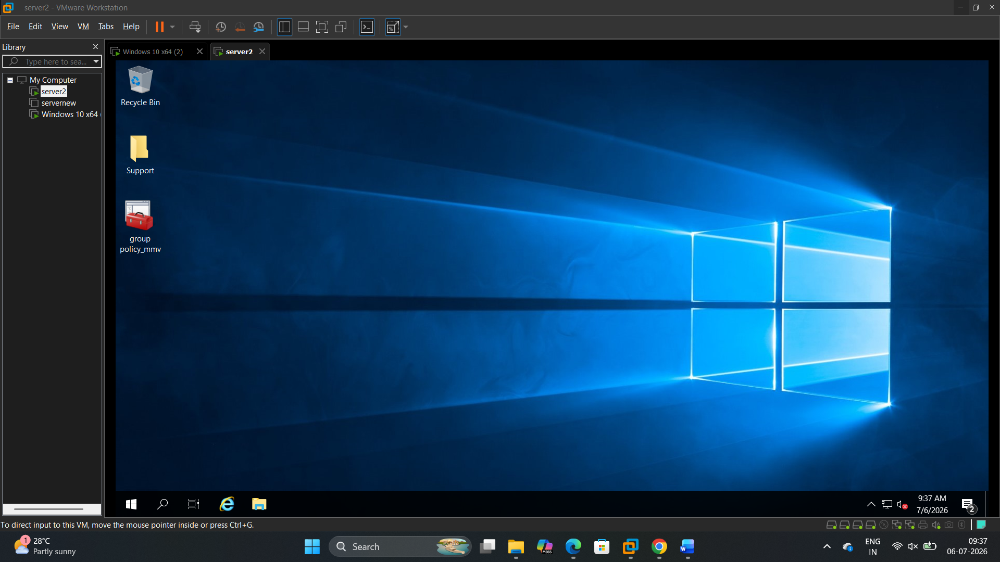 server2 - VMware Workstation
File Edit View VM Tabs Help
Library
Type here to sea...
My Computer
server2
servernew
Windows 10 x64
Windows 10 x64 (2)
server2
Recycle Bin
Support
group
policy_mmv
9:37 AM
7/6/2026
2
To direct input to this VM, move the mouse pointer inside or press Ctrl+G.
1
28°C
Partly sunny
Search
M365
W
ENG
IN
09:37
06-07-2026